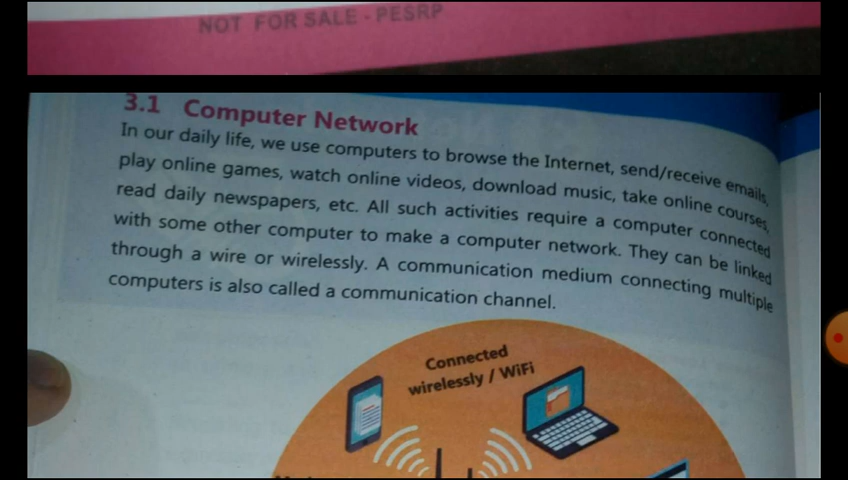 NOT FOR SALE - PESRP
3.1 Computer Network
In our daily life, we use computers to browse the Internet, send/receive emails,
play online games, watch online videos, download music, take online courses,
read daily newspapers, etc. All such activities require a computer connected
with some other computer to make a computer network. They can be linked
through a wire or wirelessly. A communication medium connecting multiple
computers is also called a communication channel.
Connected
wirelessly / WiFi